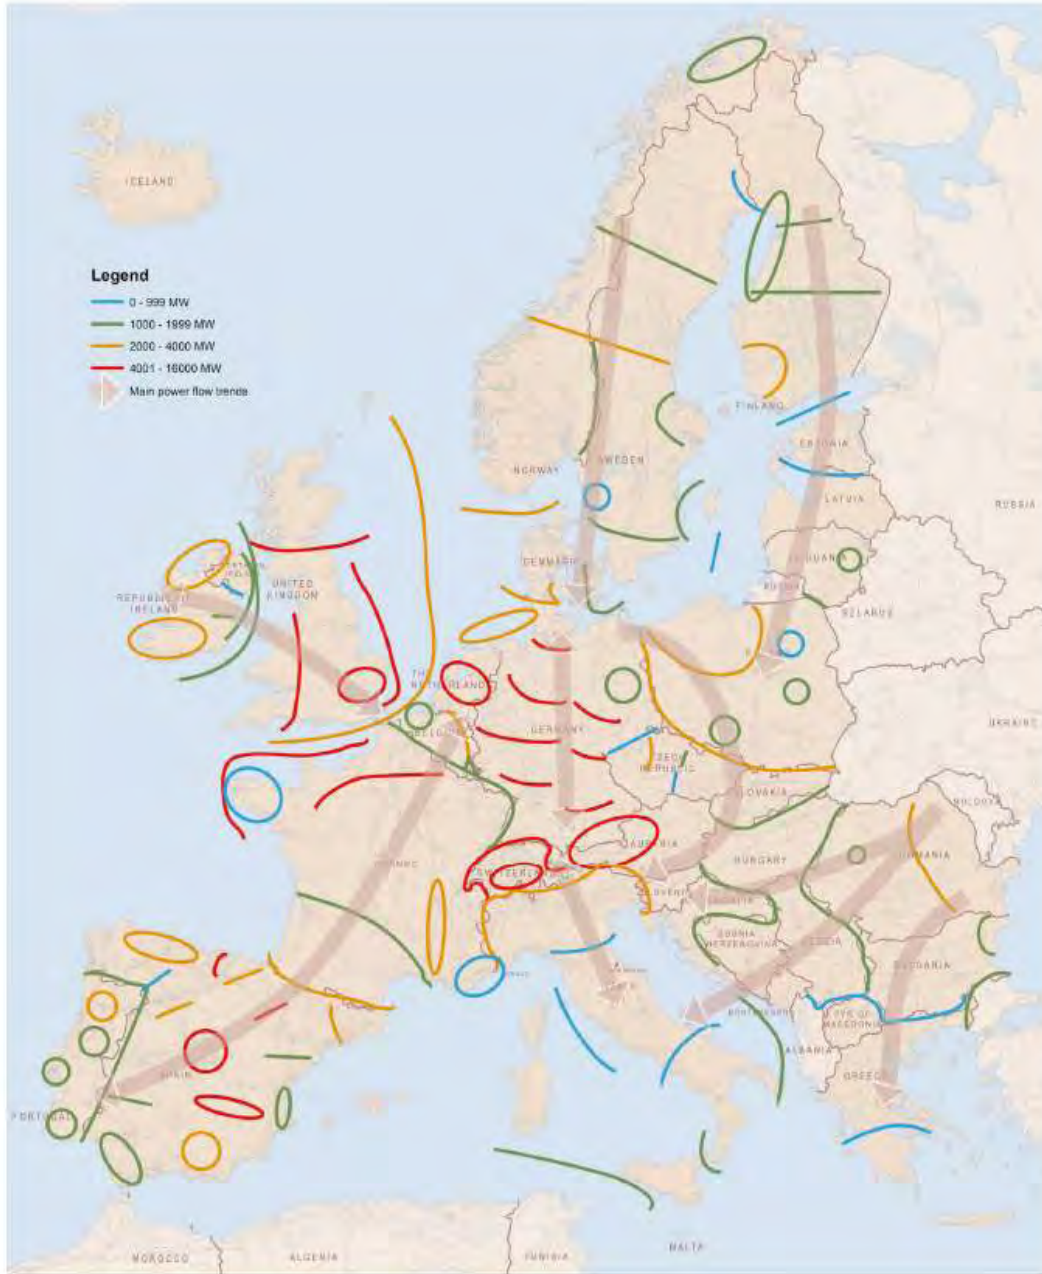 ICELAND
Legend
0 - 999 MW
1000 - 1999 MW
2000 - 4000 MW
4001 - 16000 MW
Main power flow trends
FINLAND
NORWAY
SWEDEN
ESTONIA
LATVIA
RUSSIA
LITHUANIA
DENMARK
RUSSIA
BELARUS
UNITED
KINGDOM
REPUBLIC OF
IRELAND
THE
NETHERLANDS
BELGIUM
GERMANY
UKRAINE
CZECH
REPUBLIC
SLOVAKIA
MOLDOVA
FRANCE
SWITZERLAND
AUSTRIA
HUNGARY
ROMANIA
SLOVENIA
CROATIA
BOSNIA
HERZEGOVINA
SERBIA
BULGARIA
MONTENEGRO
MACEDONIA
ALBANIA
GREECE
SPAIN
PORTUGAL
MOROCCO
ALGERIA
TUNISIA
MALTA